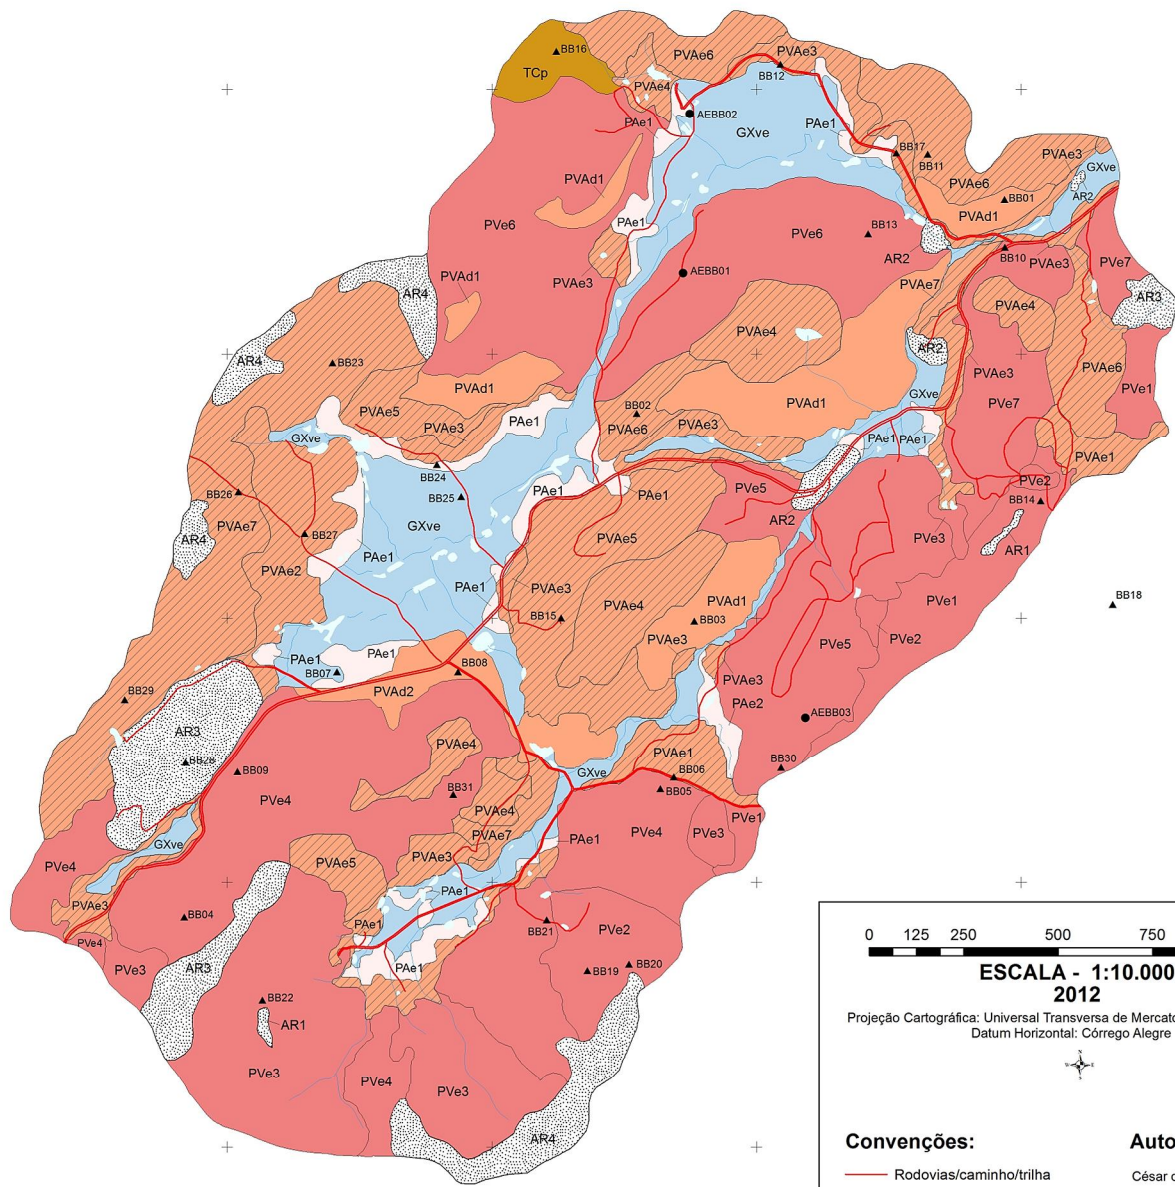 BB16
TCp
PVAe6
PVAe3
BB12
PVAe4
AEBB02
PAe1
GXve
PAe1
BB17
BB11
PVAe3
GXve
PVAe6
AR2
BB01
PVAd1
PVAd1
PAe1
PVe6
PVe6
BB13
AR2
BB10
PVAe3
PVe7
PVAe3
AEBB01
PVAd1
PVAe7
AR4
AR3
PVAe4
PVAe4
AR4
BB23
AR2
PVAe3
PVAe6
PVe1
PVAd1
GXve
PVAd1
PVe7
PVAe5
BB02
PVAe6
PVAe3
PAe1
PVAe3
GXve
PAe1
PAe1
PVAe1
BB24
PAe1
PAe1
PVe5
PVe2
BB26
BB25
BB14
GXve
AR2
PVAe7
BB27
PVAe5
PVe3
AR4
AR1
PAe1
PVAe2
PAe1
PVAe3
PVe1
BB18
PVAd1
BB15
PVAe4
BB03
PVe2
PVAe3
PVe5
PAe1
PAe1
BB07
BB08
PVAe3
PVAd2
PAe2
BB29
AEBB03
AR3
PVAe4
PVAe1
BB28
BB09
GXve
BB06
BB30
BB31
BB05
PVe4
PVAe4
PVe1
PVAe7
PAe1
PVe4
PVe3
GXve
PVAe3
PVAe5
PVe4
PAe1
PVAe3
BB04
PAe1
BB21
PVe2
PVe4
PVe3
AR3
PAe1
BB19
BB20
BB22
AR1
PVe3
PVe4
PVe3
AR4
0 125 250 500 750
ESCALA - 1:10.000
2012
Projeção Cartográfica: Universal Transversa de Mercato
Datum Horizontal: Córrego Alegre
N
W E
S
Convenções: Auto
Rodovias/caminho/trilha César